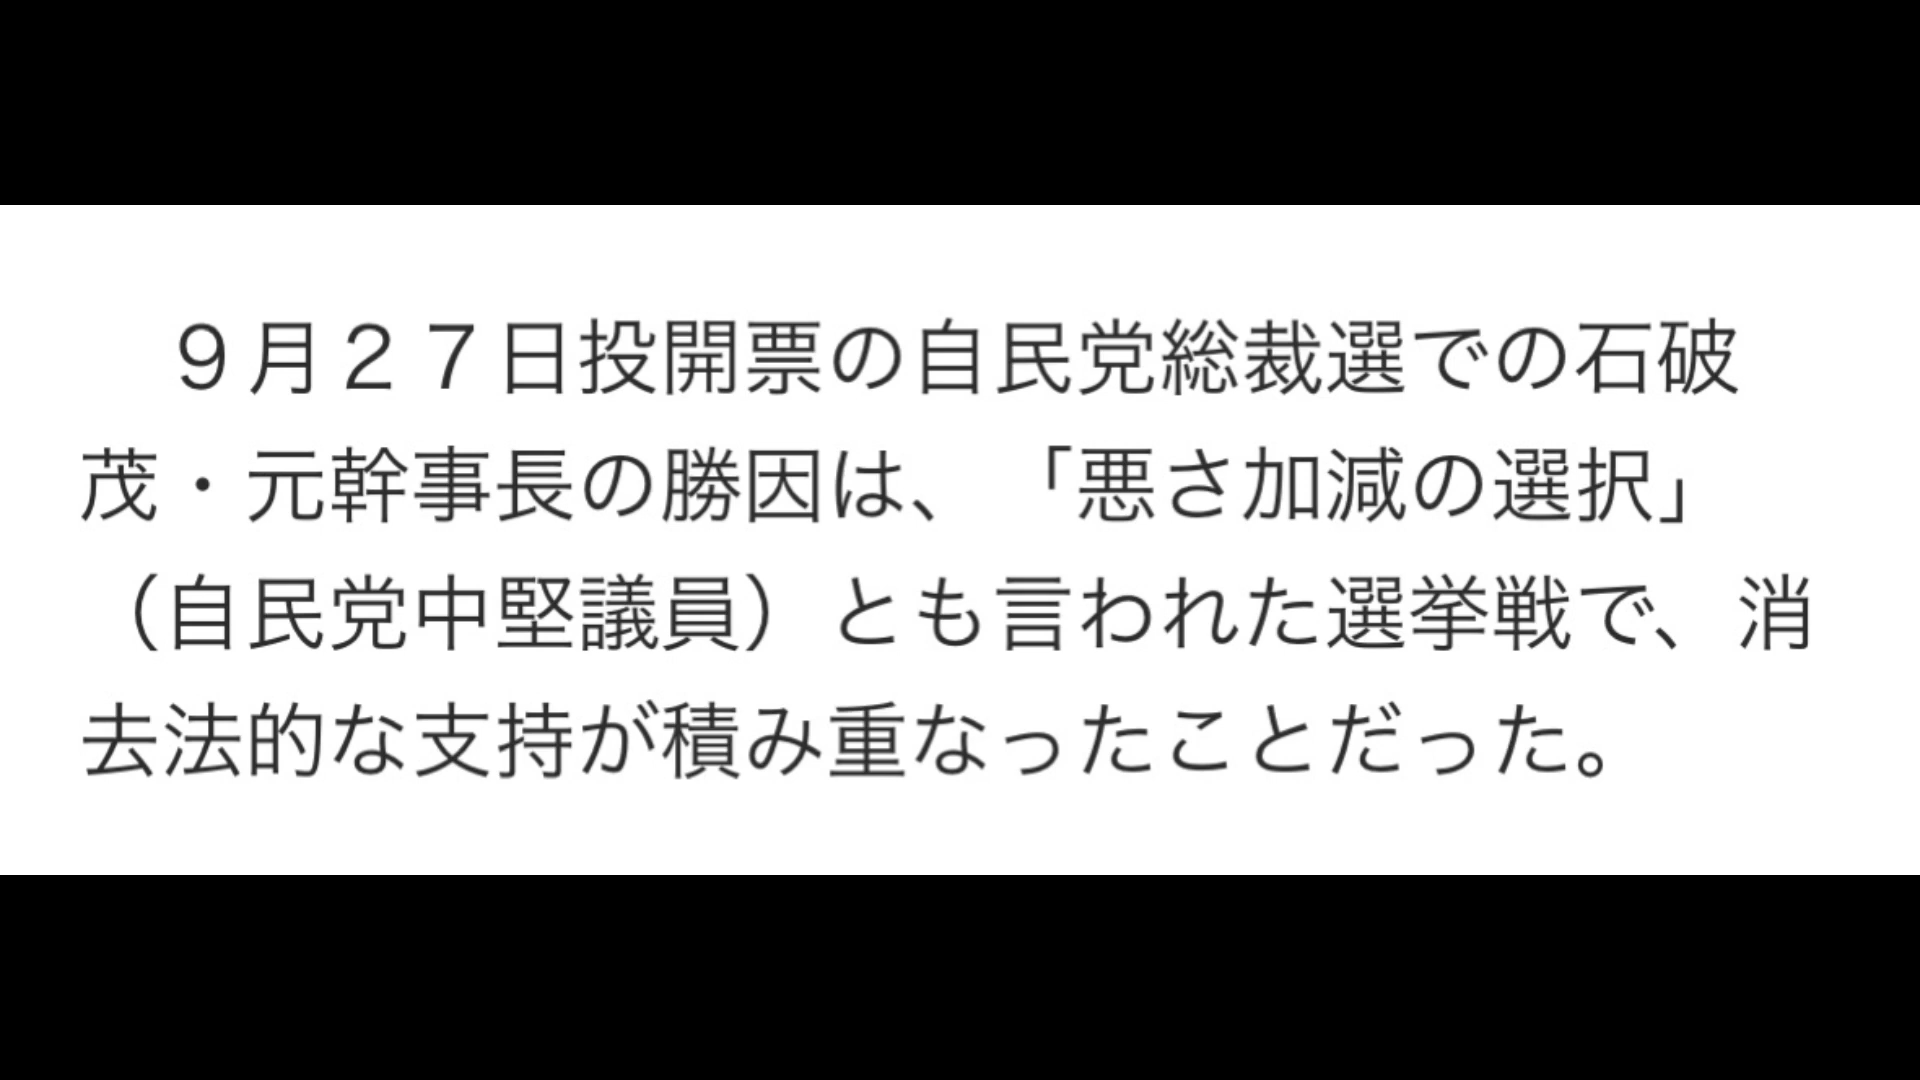 ９月２７日投開票の自民党総裁選での石破
茂・元幹事長の勝因は、「悪さ加減の選択」
（自民党中堅議員）とも言われた選挙戦で、消
去法的な支持が積み重なったことだった。